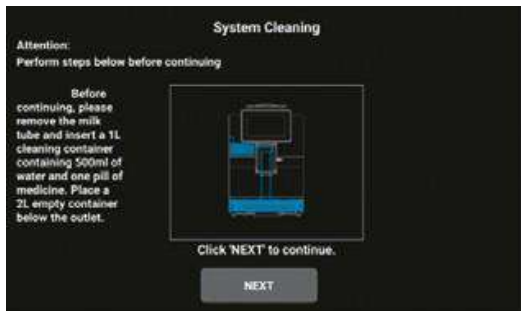 System Cleaning
Attention:
Perform steps below before continuing
Before
continuing, please
remove the milk
tube and insert a 1L
cleaning container
containing 500ml of
water and one pill of
medicine. Place a
2L empty container
below the outlet.
Click 'NEXT' to continue.
NEXT